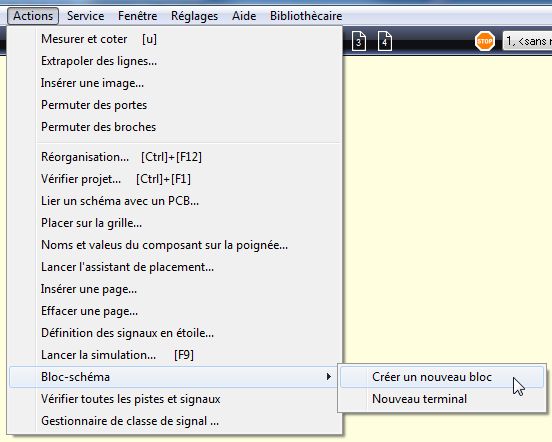 Actions Service Fenêtre Réglages Aide Bibliothècaire
Mesurer et coter [u]
3 4 STOP 1, <sans n
Extrapoler des lignes...
Insérer une image...
Permuter des portes
Permuter des broches
Réorganisation... [Ctrl]+[F12]
Vérifier projet... [Ctrl]+[F1]
Lier un schéma avec un PCB...
Placer sur la grille...
Noms et valeus du composant sur la poignée...
Lancer l'assistant de placement...
Insérer une page...
Effacer une page...
Définition des signaux en étoile...
Lancer la simulation... [F9]
Bloc-schéma
Créer un nouveau bloc
Nouveau terminal
Vérifier toutes les pistes et signaux
Gestionnaire de classe de signal ...